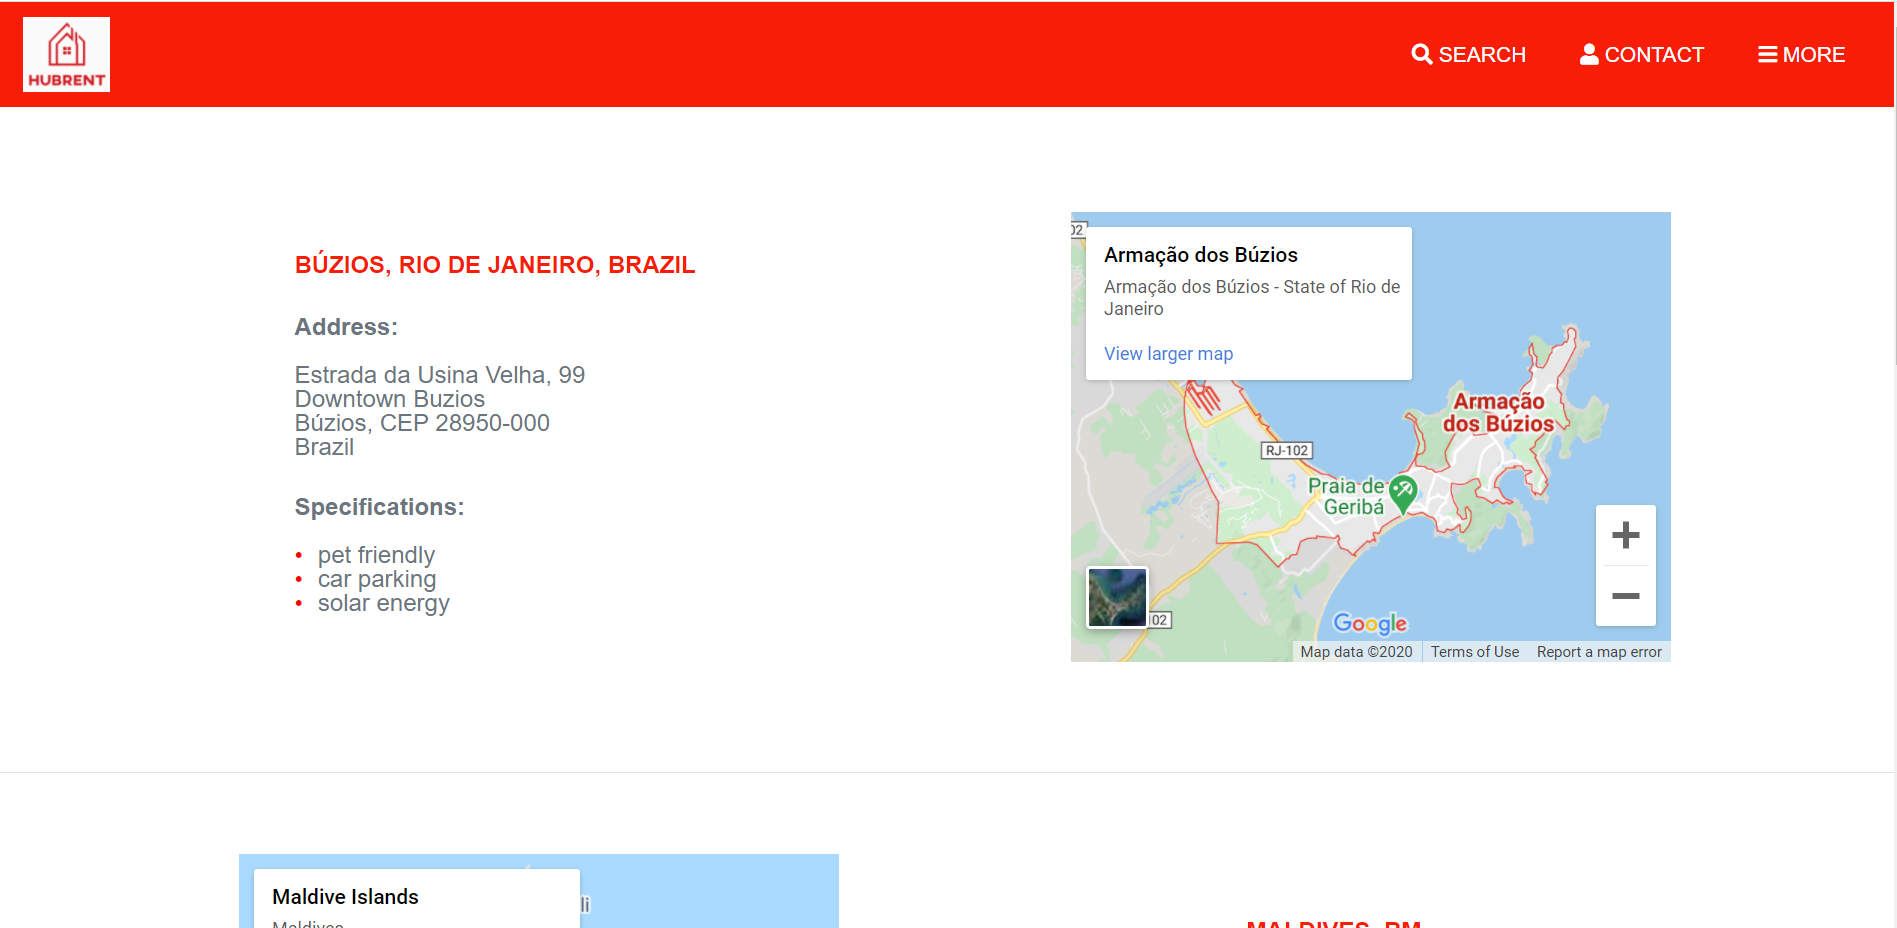 HUBRENT
SEARCH
CONTACT
MORE
BÚZIOS, RIO DE JANEIRO, BRAZIL
Address:
Estrada da Usina Velha, 99
Downtown Buzios
Búzios, CEP 28950-000
Brazil
Specifications:
• pet friendly
• car parking
• solar energy
02
Armação dos Búzios
Armação dos Búzios - State of Rio de
Janeiro
View larger map
Armação
dos Búzios
RJ-102
Praia de
Geribá
102
Google
Map data ©2020
Terms of Use
Report a map error
Maldive Islands
Maldives
li
MALDIVES, RM